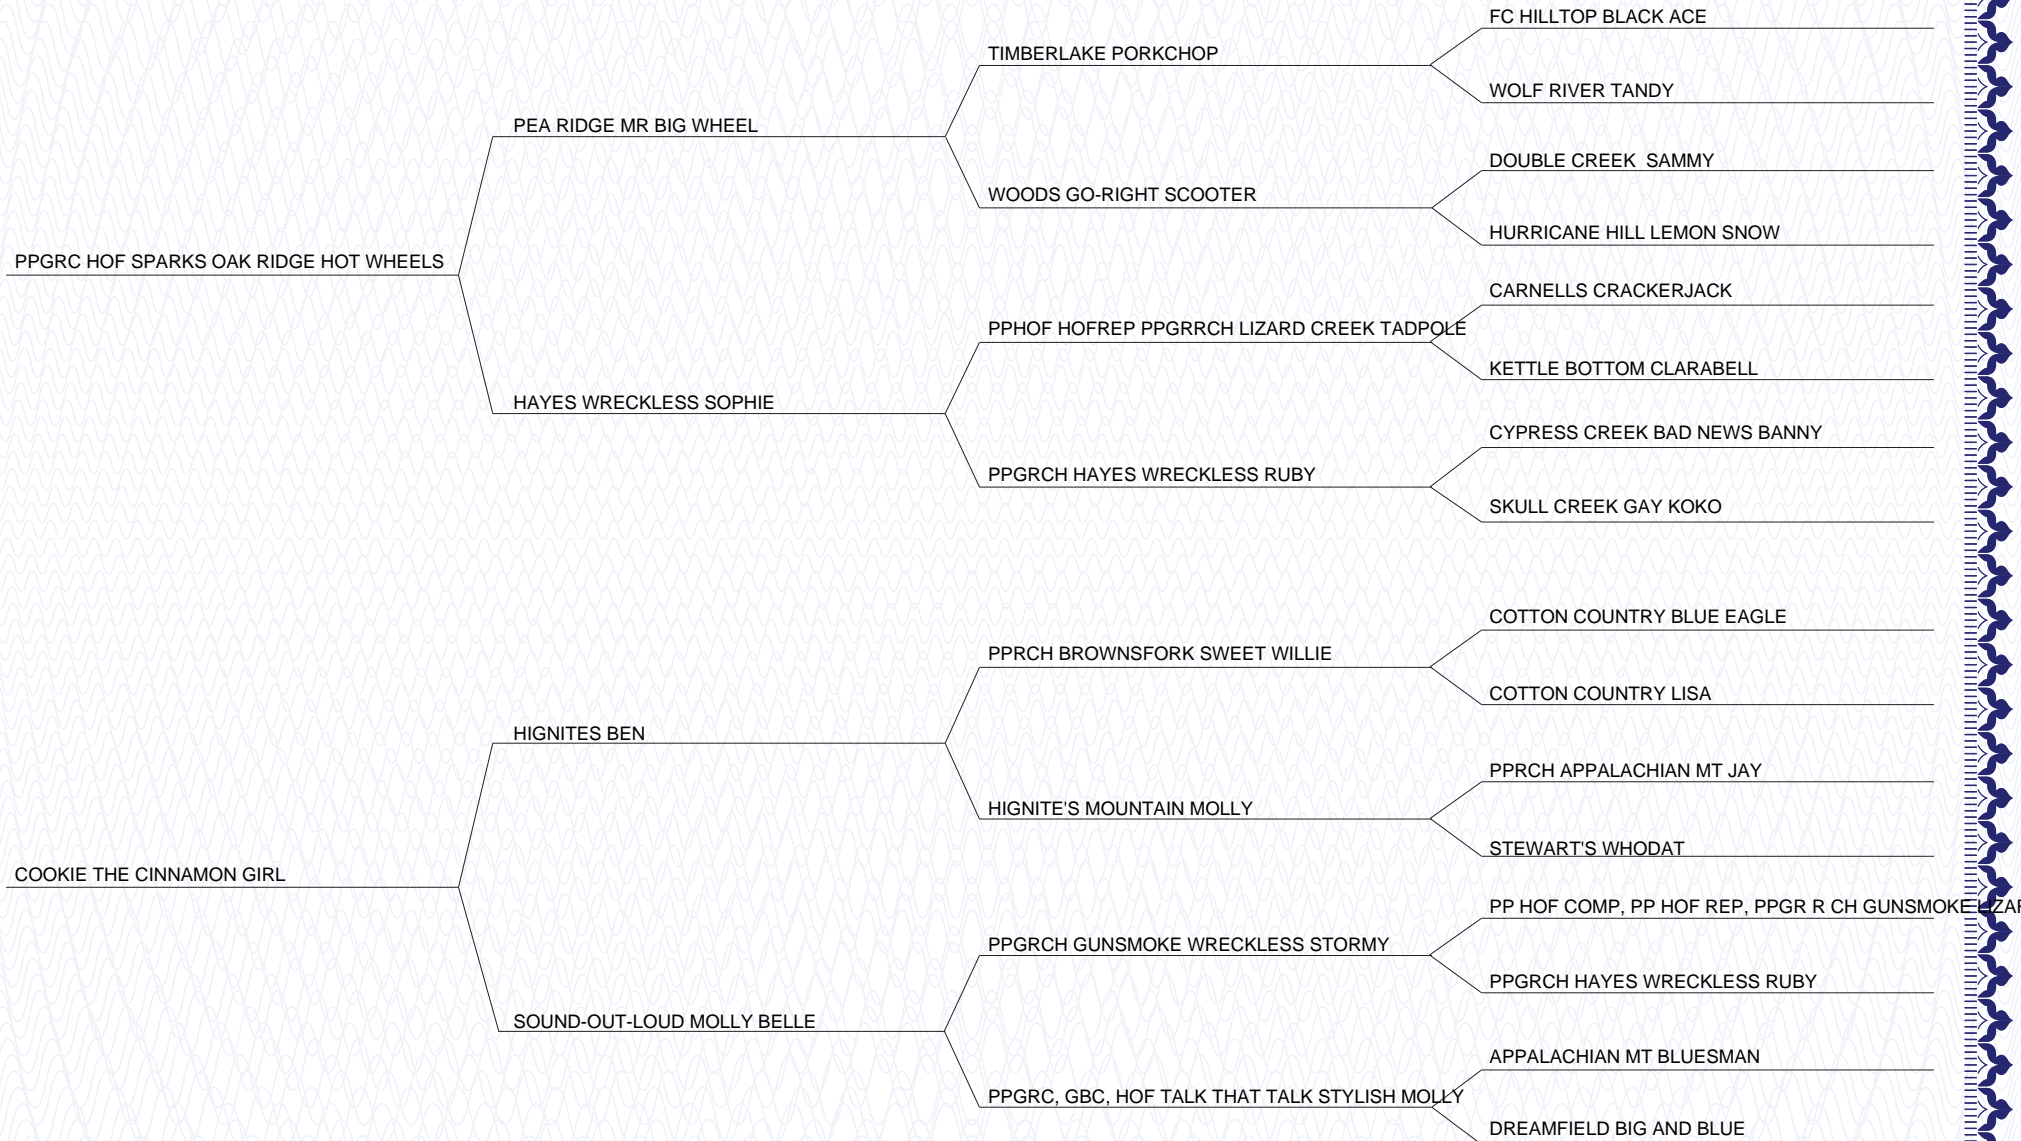 FC HILLTOP BLACK ACE
TIMBERLAKE PORKCHOP
WOLF RIVER TANDY
PEA RIDGE MR BIG WHEEL
DOUBLE CREEK  SAMMY
WOODS GO-RIGHT SCOOTER
HURRICANE HILL LEMON SNOW
PPGRC HOF SPARKS OAK RIDGE HOT WHEELS
CARNELLS CRACKERJACK
PPHOF HOFREP PPGRRCH LIZARD CREEK TADPOLE
KETTLE BOTTOM CLARABELL
HAYES WRECKLESS SOPHIE
CYPRESS CREEK BAD NEWS BANNY
PPGRCH HAYES WRECKLESS RUBY
SKULL CREEK GAY KOKO
COTTON COUNTRY BLUE EAGLE
PPRCH BROWNSFORK SWEET WILLIE
COTTON COUNTRY LISA
HIGNITES BEN
PPRCH APPALACHIAN MT JAY
HIGNITE'S MOUNTAIN MOLLY
STEWART'S WHODAT
COOKIE THE CINNAMON GIRL
PP HOF COMP, PP HOF REP, PPGR R CH GUNSMOKE
PPGRCH GUNSMOKE WRECKLESS STORMY
PPGRCH HAYES WRECKLESS RUBY
SOUND-OUT-LOUD MOLLY BELLE
APPALACHIAN MT BLUESMAN
PPGRC, GBC, HOF TALK THAT TALK STYLISH MOLLY
DREAMFIELD BIG AND BLUE